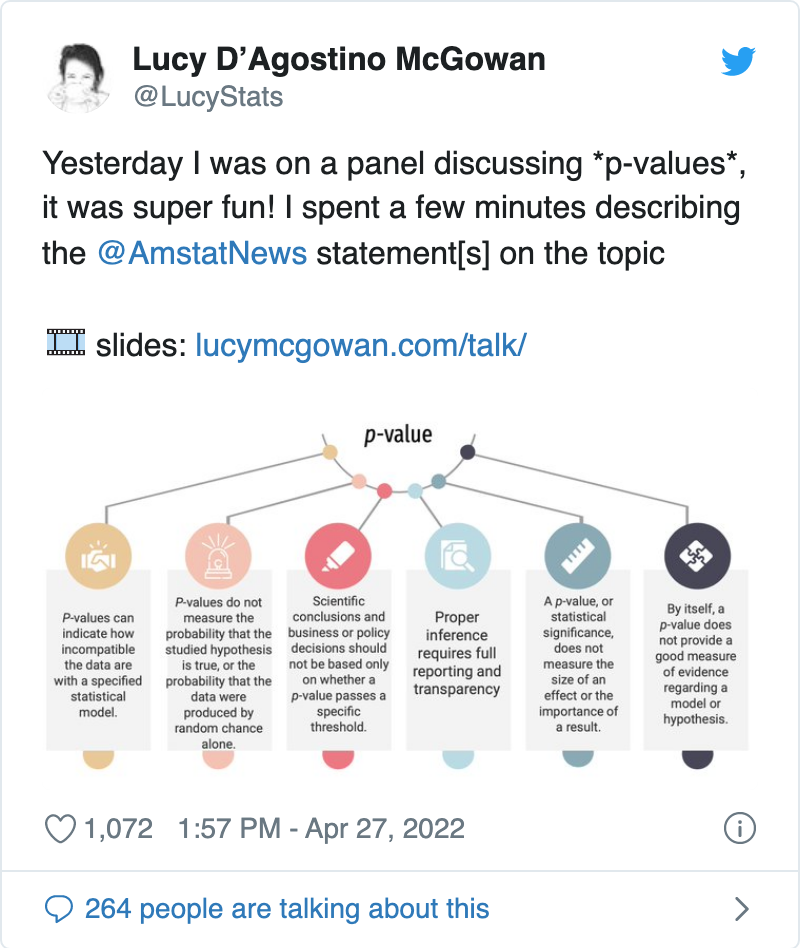 Lucy D’Agostino McGowan
@LucyStats
Yesterday I was on a panel discussing *p-values*,
it was super fun! I spent a few minutes describing
the @AmstatNews statement[s] on the topic
🎞 slides: lucymcgowan.com/talk/
p-value
P-values can
indicate how
incompatible
the data are
with a specified
statistical
model.
P-values do not
measure the
probability that the
studied hypothesis
is true, or the
probability that the
data were
produced by
random chance
alone.
Scientific
conclusions and
business or policy
decisions should
not be based only
on whether a
p-value passes a
specific
threshold.
Proper
inference
requires full
reporting and
transparency
A p-value, or
statistical
significance,
does not
measure the
size of an
effect or the
importance of
a result.
By itself, a
p-value does
not provide a
good measure
of evidence
regarding a
model or
hypothesis.
1,072 1:57 PM - Apr 27, 2022
264 people are talking about this